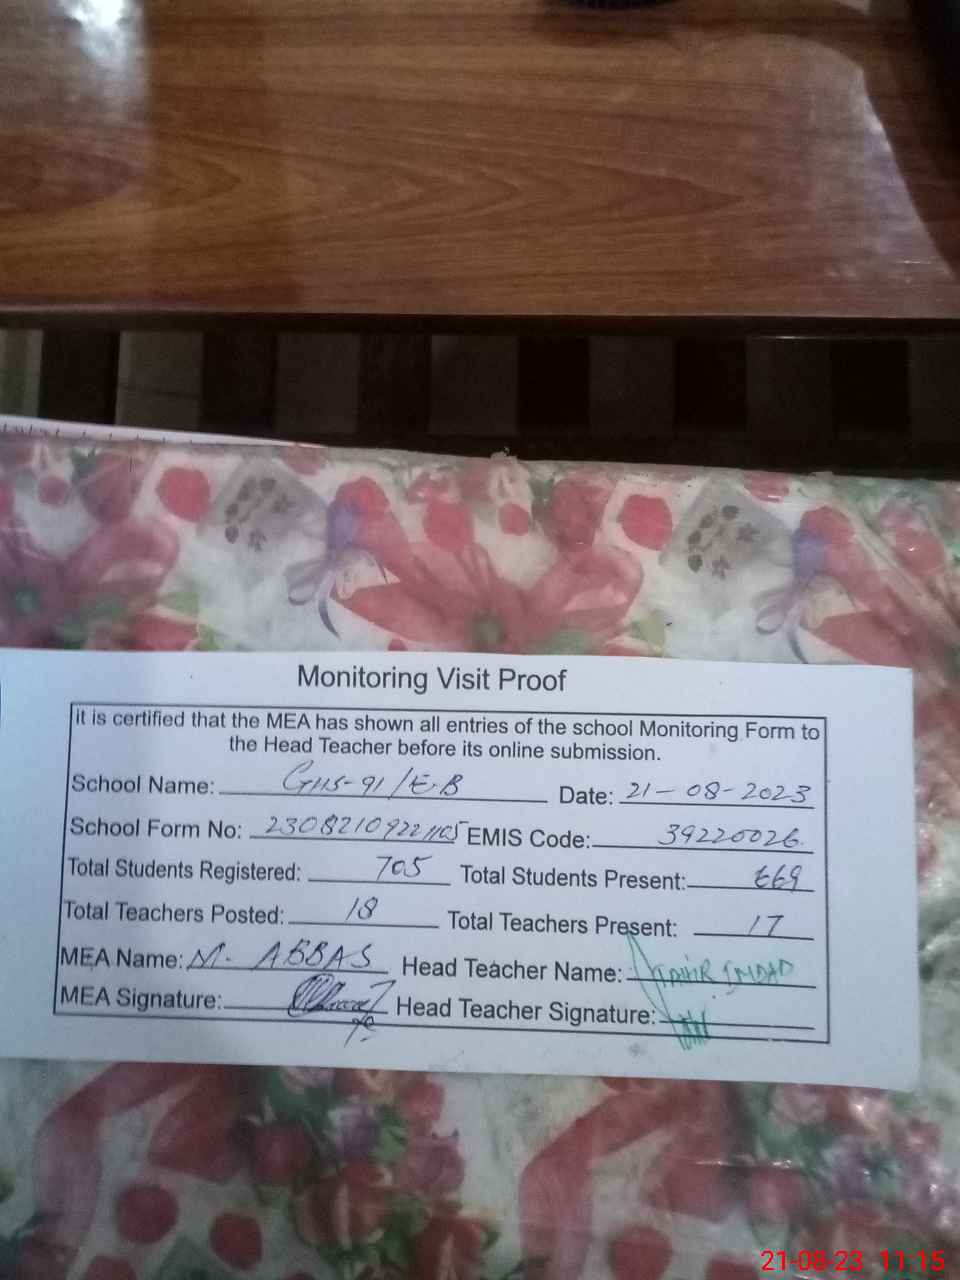 Monitoring Visit Proof
it is certified that the MEA has shown all entries of the school Monitoring Form to
the Head Teacher before its online submission.
School Name: GHS-91/E.B Date: 21-08-2023
School Form No: EMIS Code: 39220026
Total Students Registered: 705 Total Students Present: 669
Total Teachers Posted: 18 Total Teachers Present: 17
MEA Name: M. ABBAS Head Teacher Name: TAHIR IMDAD
MEA Signature: Head Teacher Signature:
21-08-23 11:15